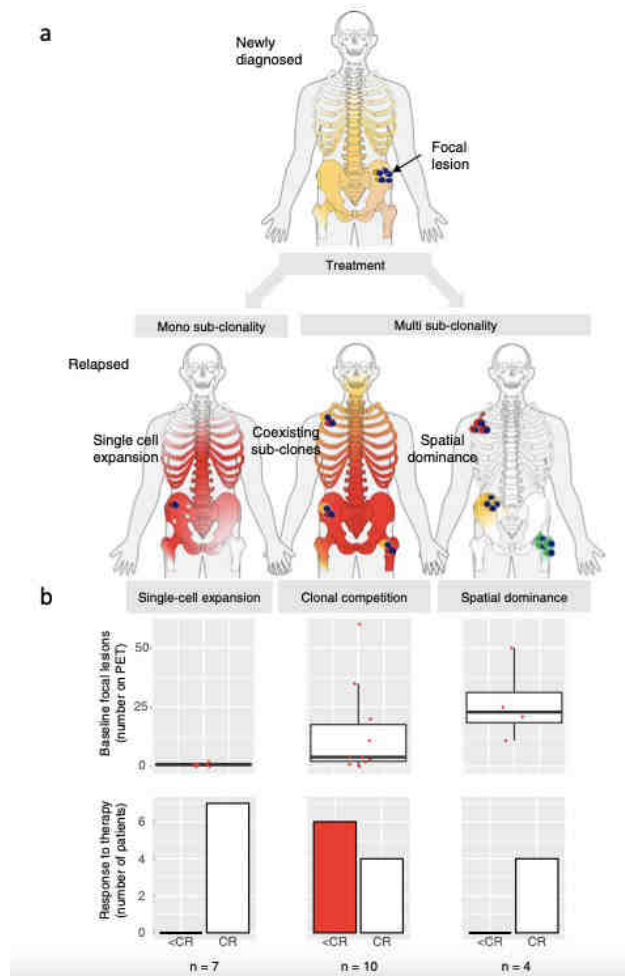 a
Newly
diagnosed
Focal
lesion
Treatment
Mono sub-clonality
Multi sub-clonality
Relapsed
Single cell
expansion
Coexisting
sub-clones
Spatial
dominance
b
Single-cell expansion
Clonal competition
Spatial dominance
Baseline focal lesions
(number on PET)
50
25
0
Response to therapy
(number of patients)
6
4
2
0
<CR
CR
<CR
CR
<CR
CR
n = 7
n = 10
n = 4